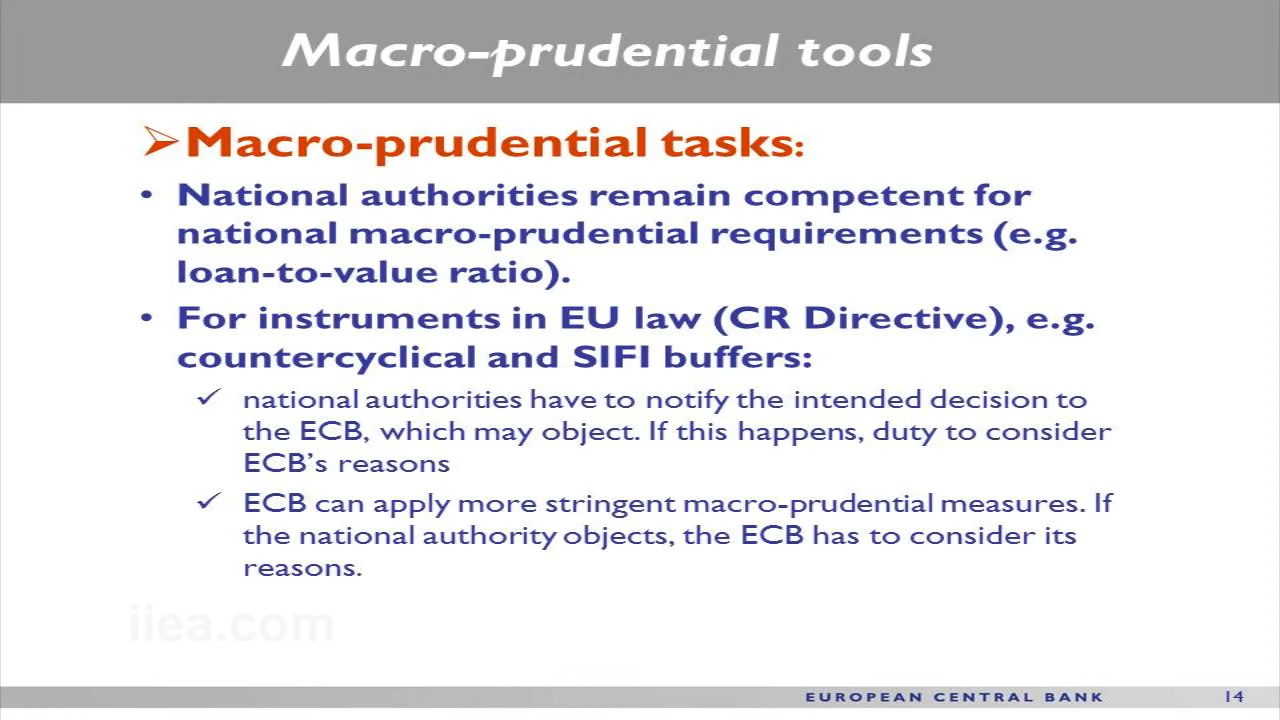 Macro-prudential tools
Macro-prudential tasks:
• National authorities remain competent for
national macro-prudential requirements (e.g.
loan-to-value ratio).
• For instruments in EU law (CR Directive), e.g.
countercyclical and SIFI buffers:
✓ national authorities have to notify the intended decision to
the ECB, which may object. If this happens, duty to consider
ECB's reasons
✓ ECB can apply more stringent macro-prudential measures. If
the national authority objects, the ECB has to consider its
reasons.
iiea.com
EUROPEAN CENTRAL BANK 14